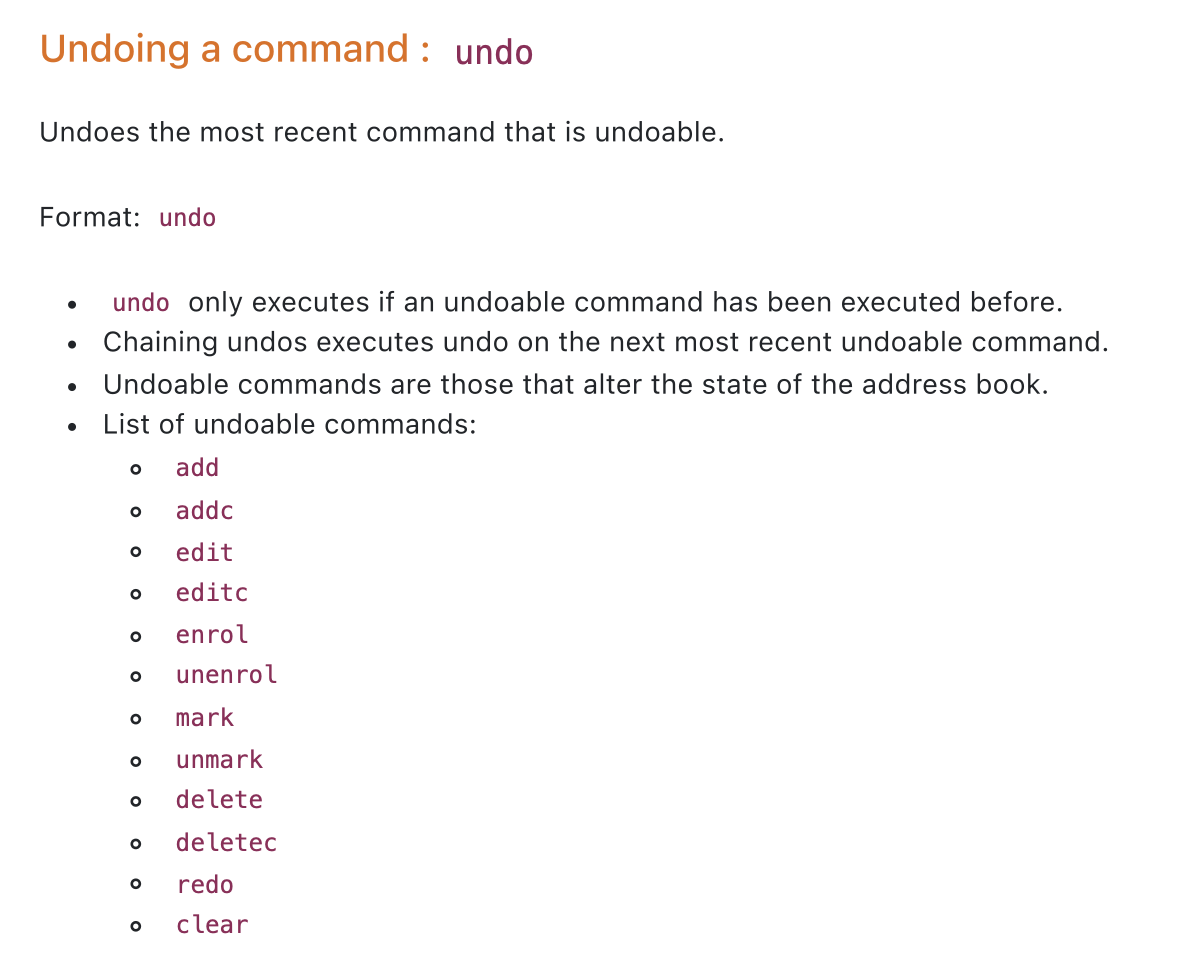 Undoing a command : undo
Undoes the most recent command that is undoable.
Format: undo
• undo only executes if an undoable command has been executed before.
• Chaining undos executes undo on the next most recent undoable command.
• Undoable commands are those that alter the state of the address book.
• List of undoable commands:
add
addc
edit
editc
enrol
unenrol
mark
unmark
delete
deletec
redo
clear